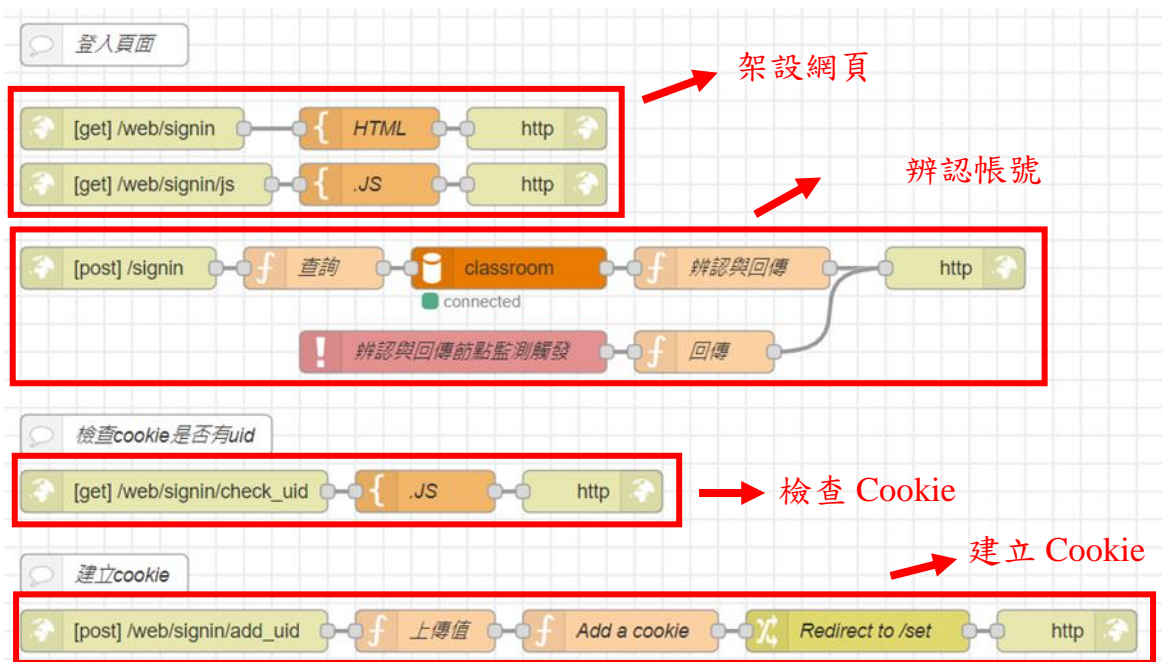 登入頁面
架設網頁
[get] /web/signin
HTML
http
[get] /web/signin/js
.JS
http
辨認帳號
[post] /signin
查詢
classroom
辨認與回傳
http
connected
辨認與回傳節點監測觸發
回傳
檢查cookie是否有uid
[get] /web/signin/check_uid
.JS
http
檢查 Cookie
建立 Cookie
建立cookie
[post] /web/signin/add_uid
上傳值
Add a cookie
Redirect to /set
http